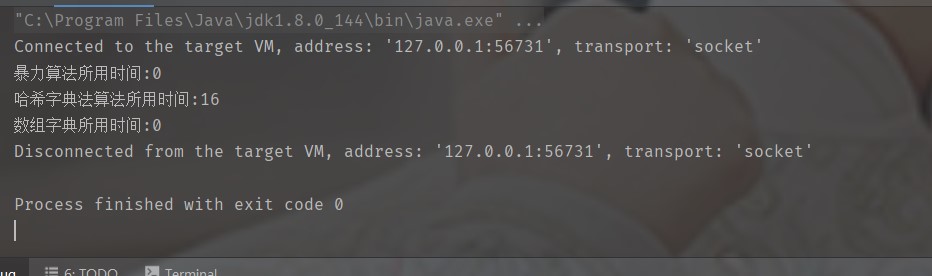 "C:\Program Files\Java\jdk1.8.0_144\bin\java.exe" ...
Connected to the target VM, address: '127.0.0.1:56731', transport: 'socket'
暴力算法所用时间:0
哈希字典法算法所用时间:16
数组字典所用时间:0
Disconnected from the target VM, address: '127.0.0.1:56731', transport: 'socket'
Process finished with exit code 0
6: TODO Terminal